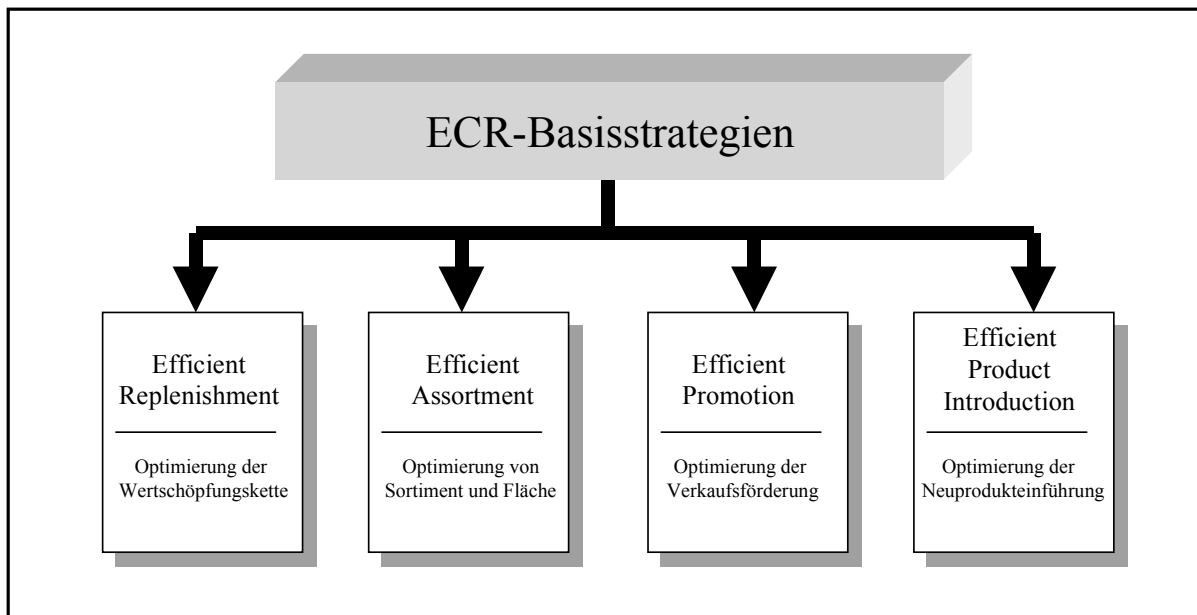 ECR-Basisstrategien
Efficient
Replenishment
Optimierung der
Wertschöpfungskette
Efficient
Assortment
Optimierung von
Sortiment und Fläche
Efficient
Promotion
Optimierung der
Verkaufsförderung
Efficient
Product
Introduction
Optimierung der
Neuprodukteinführung